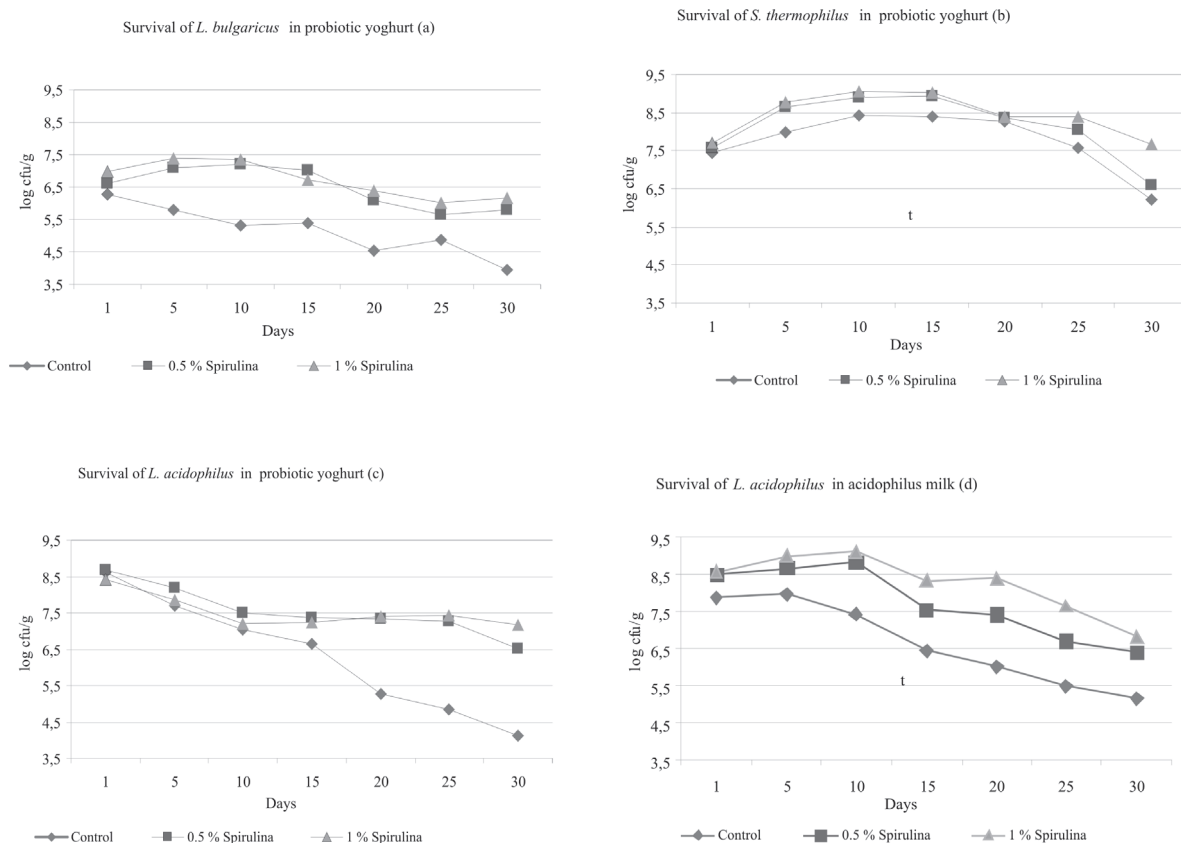 Survival of L. bulgaricus in probiotic yoghurt (a)
9,5
8,5
7,5
6,5
5,5
4,5
3,5
log cfu/g
1 5 10 15 20 25 30
Days
Control 0.5 % Spirulina 1 % Spirulina
Survival of S. thermophilus in probiotic yoghurt (b)
9,5
8,5
7,5
6,5
5,5
4,5
3,5
log cfu/g
t
1 5 10 15 20 25 30
Days
Control 0.5 % Spirulina 1 % Spirulina
Survival of L. acidophilus in probiotic yoghurt (c)
9,5
8,5
7,5
6,5
5,5
4,5
3,5
log cfu/g
1 5 10 15 20 25 30
Days
Control 0.5 % Spirulina 1 % Spirulina
Survival of L. acidophilus in acidophilus milk (d)
9,5
8,5
7,5
6,5
5,5
4,5
3,5
log cfu/g
t
1 5 10 15 20 25 30
Days
Control 0.5 % Spirulina 1 % Spirulina